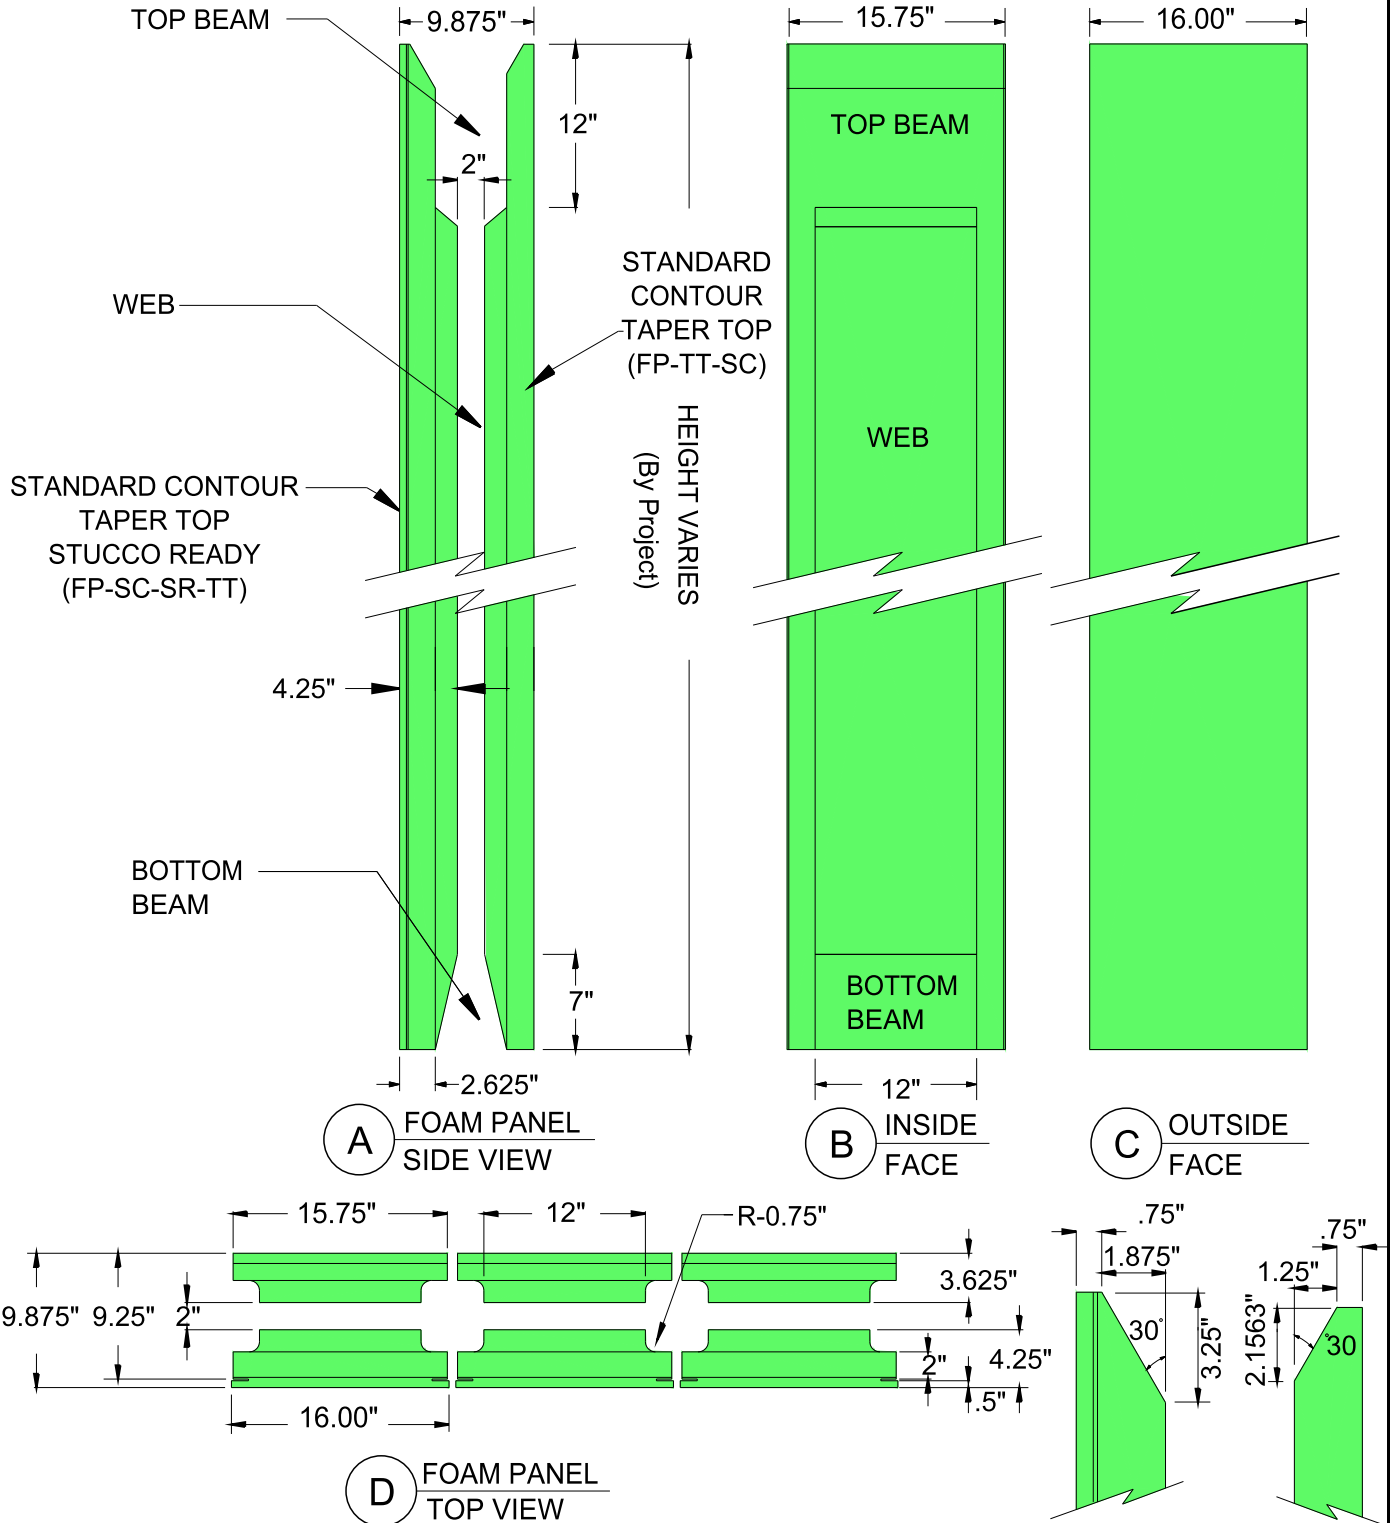 TOP BEAM
9.875"
15.75"
16.00"
12"
2"
TOP BEAM
STANDARD
CONTOUR
TAPER TOP
(FP-TT-SC)
WEB
HEIGHT VARIES
(By Project)
WEB
STANDARD CONTOUR
TAPER TOP
STUCCO READY
(FP-SC-SR-TT)
4.25"
BOTTOM
BEAM
7"
BOTTOM
BEAM
2.625"
12"
A
FOAM PANEL
SIDE VIEW
B
INSIDE
FACE
C
OUTSIDE
FACE
15.75"
12"
R-0.75"
9.875"
9.25"
2"
3.625"
4.25"
2"
.5"
16.00"
D
FOAM PANEL
TOP VIEW
.75"
1.875"
30°
3.25"
.75"
1.25"
2.1563"
°30